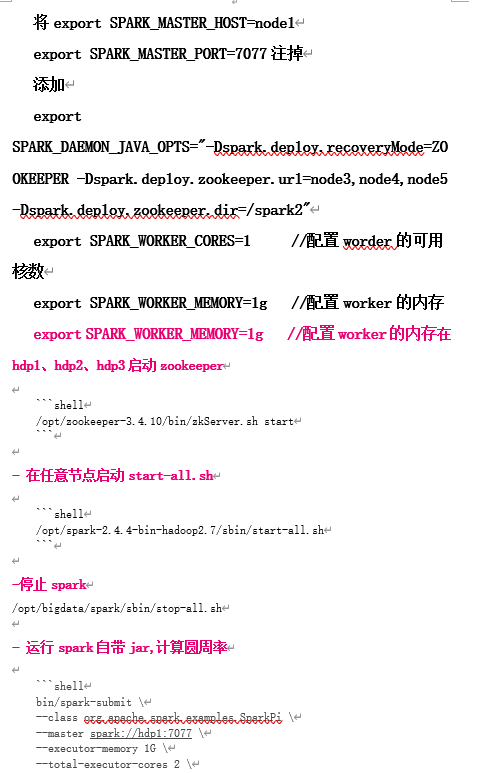 将 export SPARK_MASTER_HOST=node1
export SPARK_MASTER_PORT=7077 注掉
添加
export
SPARK_DAEMON_JAVA_OPTS="-Dspark.deploy.recoveryMode=ZO
OKEEPER -Dspark.deploy.zookeeper.url=node3,node4,node5
-Dspark.deploy.zookeeper.dir=/spark2"
export SPARK_WORKER_CORES=1 //配置 worder 的可用
核数
export SPARK_WORKER_MEMORY=1g //配置 worker 的内存
export SPARK_WORKER_MEMORY=1g //配置 worker 的内存在
hdp1、hdp2、hdp3 启动 zookeeper
```shell
/opt/zookeeper-3.4.10/bin/zkServer.sh start
```
- 在任意节点启动 start-all.sh
```shell
/opt/spark-2.4.4-bin-hadoop2.7/sbin/start-all.sh
```
-停止 spark
/opt/bigdata/spark/sbin/stop-all.sh
- 运行 spark 自带 jar,计算圆周率
```shell
bin/spark-submit \
--class org.apache.spark.examples.SparkPi \
--master spark://hdp1:7077 \
--executor-memory 1G \
--total-executor-cores 2 \